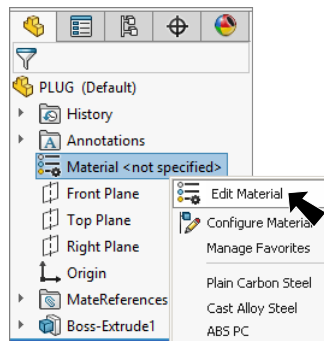 PLUG (Default)
History
Annotations
Material <not specified>
Front Plane
Top Plane
Right Plane
Origin
MateReferences
Boss-Extrude1
Edit Material
Configure Material
Manage Favorites
Plain Carbon Steel
Cast Alloy Steel
ABS PC